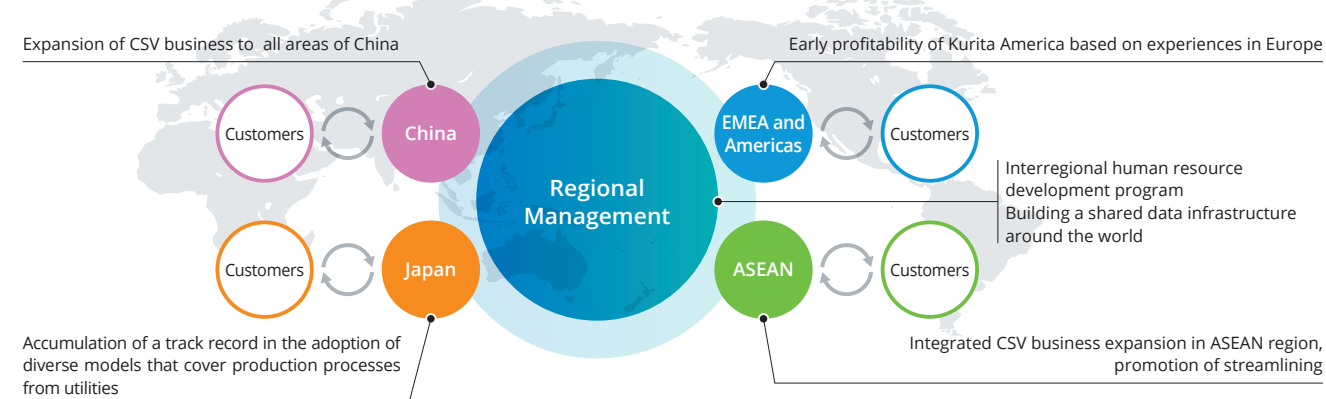 Expansion of CSV business to all areas of China
Early profitability of Kurita America based on experiences in Europe
Customers
China
EMEA and
Americas
Customers
Regional
Management
Interregional human resource
development program
Building a shared data infrastructure
around the world
Customers
Japan
ASEAN
Customers
Accumulation of a track record in the adoption of
diverse models that cover production processes
from utilities
Integrated CSV business expansion in ASEAN region,
promotion of streamlining